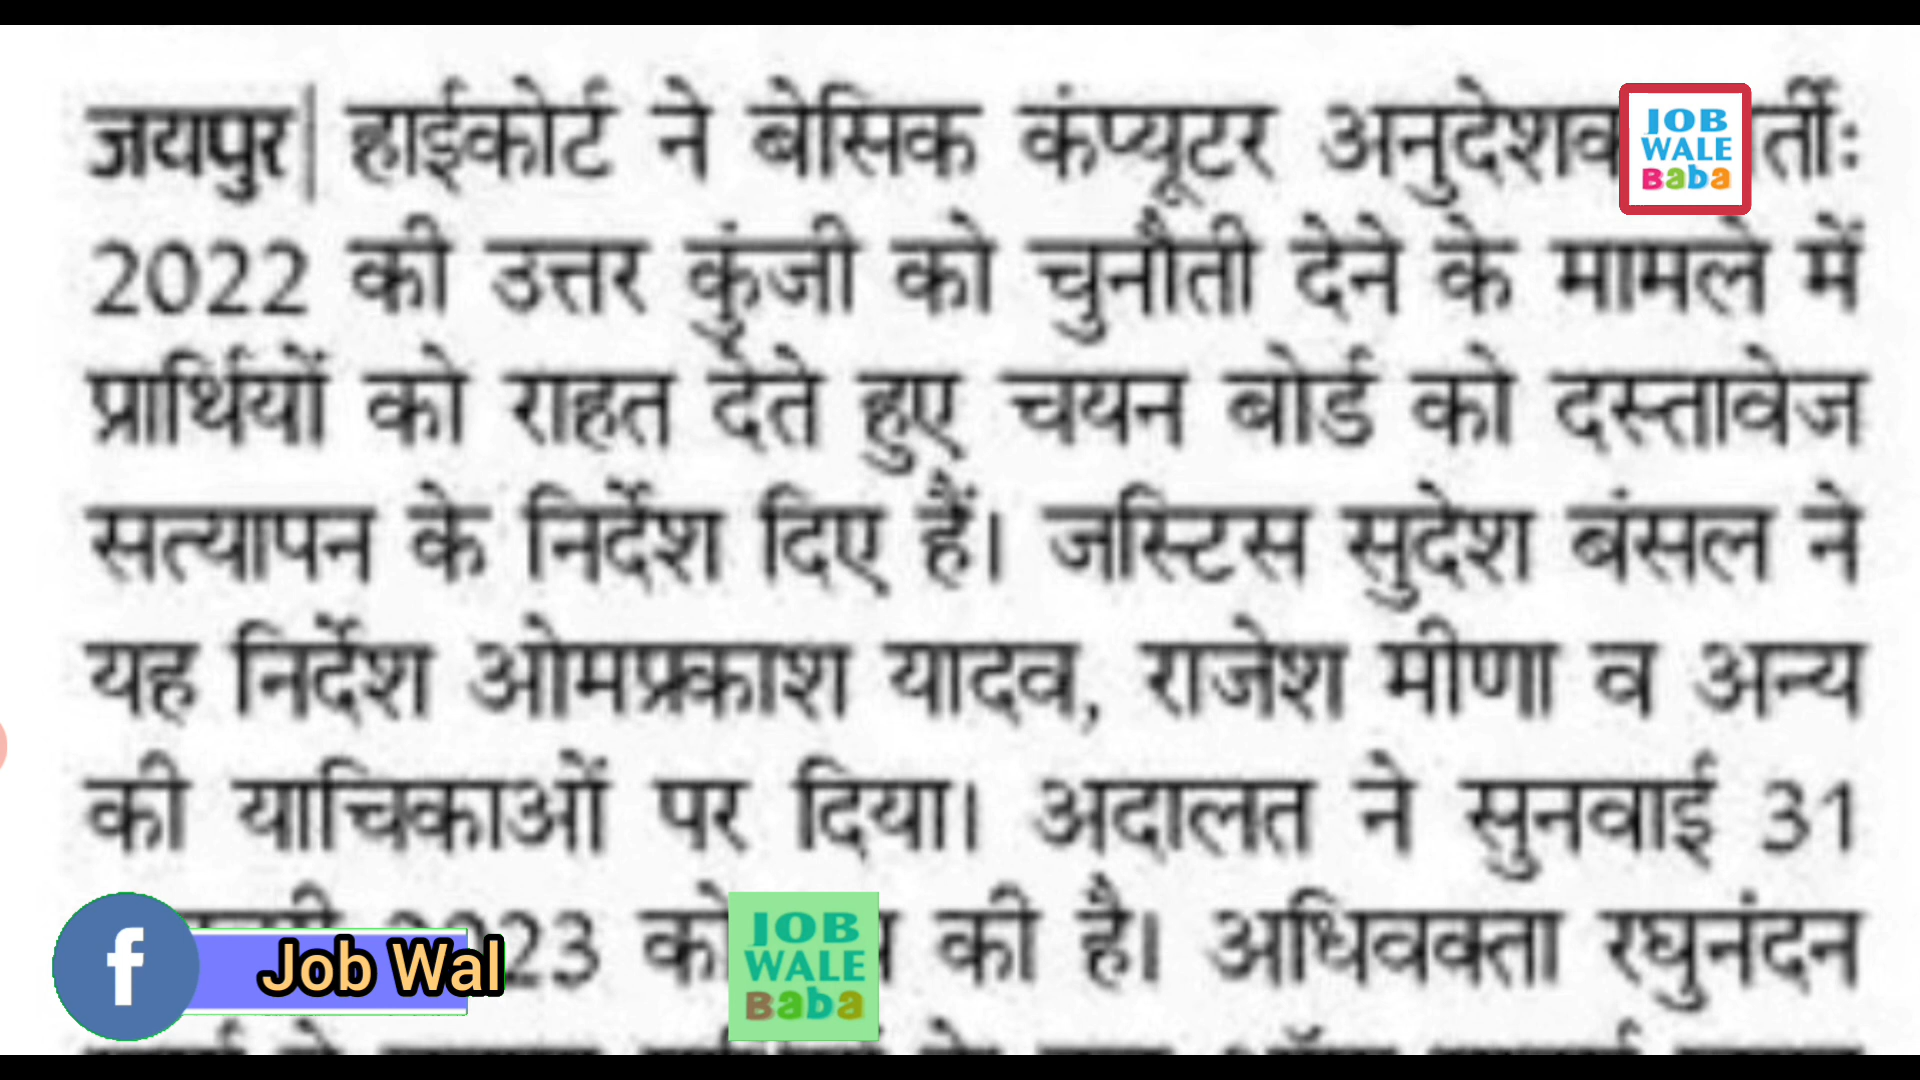 जयपुर| हाईकोर्ट ने बेसिक कंप्यूटर अनुदेशक
JOB
WALE
Baba
2022 की उत्तर कुंजी को चुनौती देने के मामले में
प्रार्थियों को राहत देते हुए चयन बोर्ड को दस्तावेज
सत्यापन के निर्देश दिए हैं। जस्टिस सुदेश बंसल ने
यह निर्देश ओमप्रकाश यादव, राजेश मीणा व अन्य
की याचिकाओं पर दिया। अदालत ने सुनवाई 31
को की है। अधिवक्ता रघुनंदन
f Job Wal
JOB
WALE
Baba